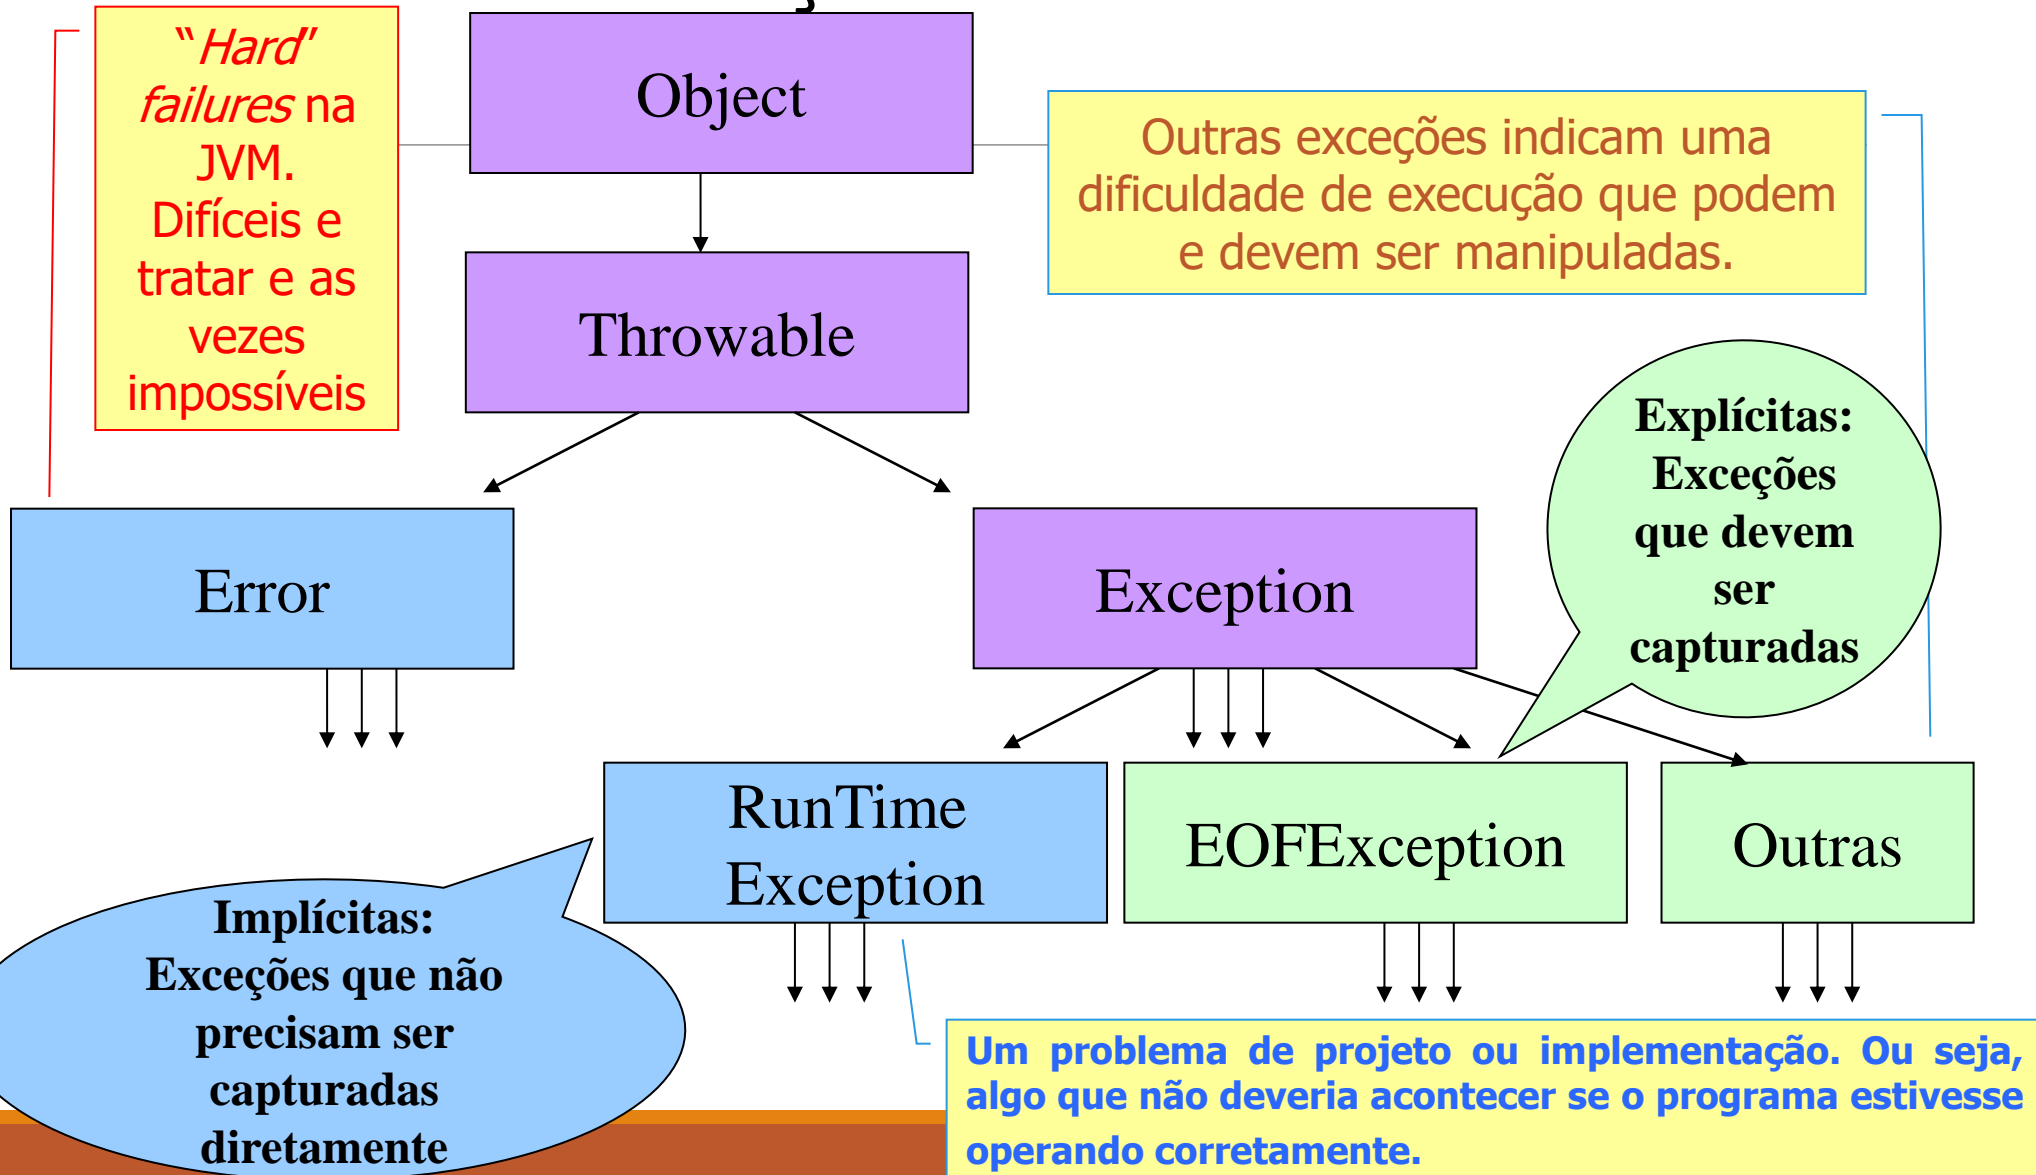 “Hard”
failures na
JVM.
Difíceis e
tratar e as
vezes
impossíveis
Object
Outras exceções indicam uma
dificuldade de execução que podem
e devem ser manipuladas.
Throwable
Explícitas:
Exceções
que devem
ser
capturadas
Error
Exception
RunTime
Exception
EOFException
Outras
Implícitas:
Exceções que não
precisam ser
capturadas
diretamente
Um problema de projeto ou implementação. Ou seja,
algo que não deveria acontecer se o programa estivesse
operando corretamente.